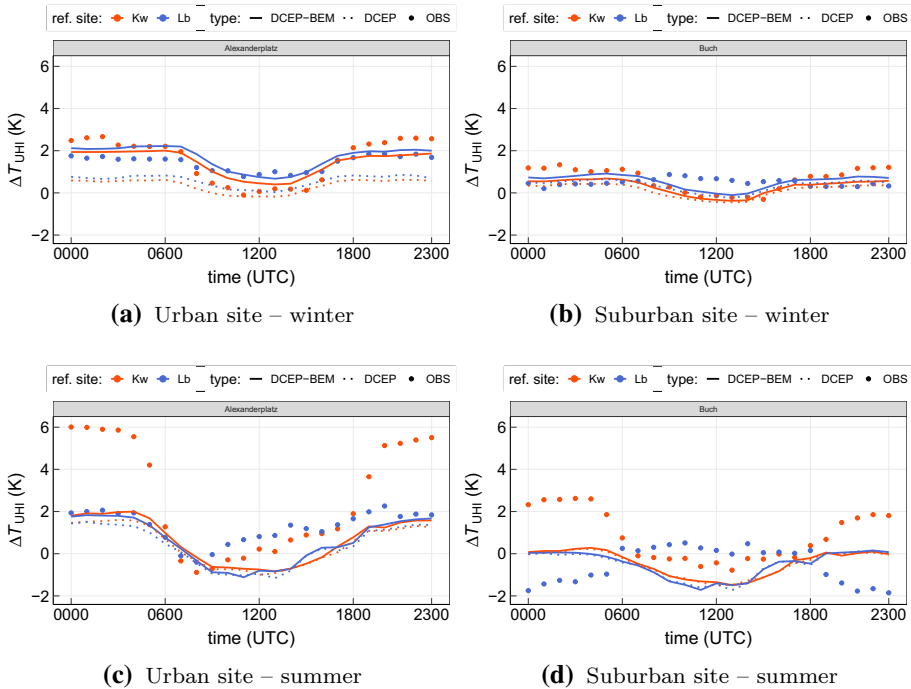 ref. site: Kw Lb type: DCEP−BEM DCEP OBS
Alexanderplatz
6
4
2
0
−2
ΔT_UHI (K)
0000 0600 1200 1800 2300
time (UTC)
(a) Urban site – winter
ref. site: Kw Lb type: DCEP−BEM DCEP OBS
Buch
6
4
2
0
−2
ΔT_UHI (K)
0000 0600 1200 1800 2300
time (UTC)
(b) Suburban site – winter
ref. site: Kw Lb type: DCEP−BEM DCEP OBS
Alexanderplatz
6
4
2
0
−2
ΔT_UHI (K)
0000 0600 1200 1800 2300
time (UTC)
(c) Urban site – summer
ref. site: Kw Lb type: DCEP−BEM DCEP OBS
Buch
6
4
2
0
−2
ΔT_UHI (K)
0000 0600 1200 1800 2300
time (UTC)
(d) Suburban site – summer